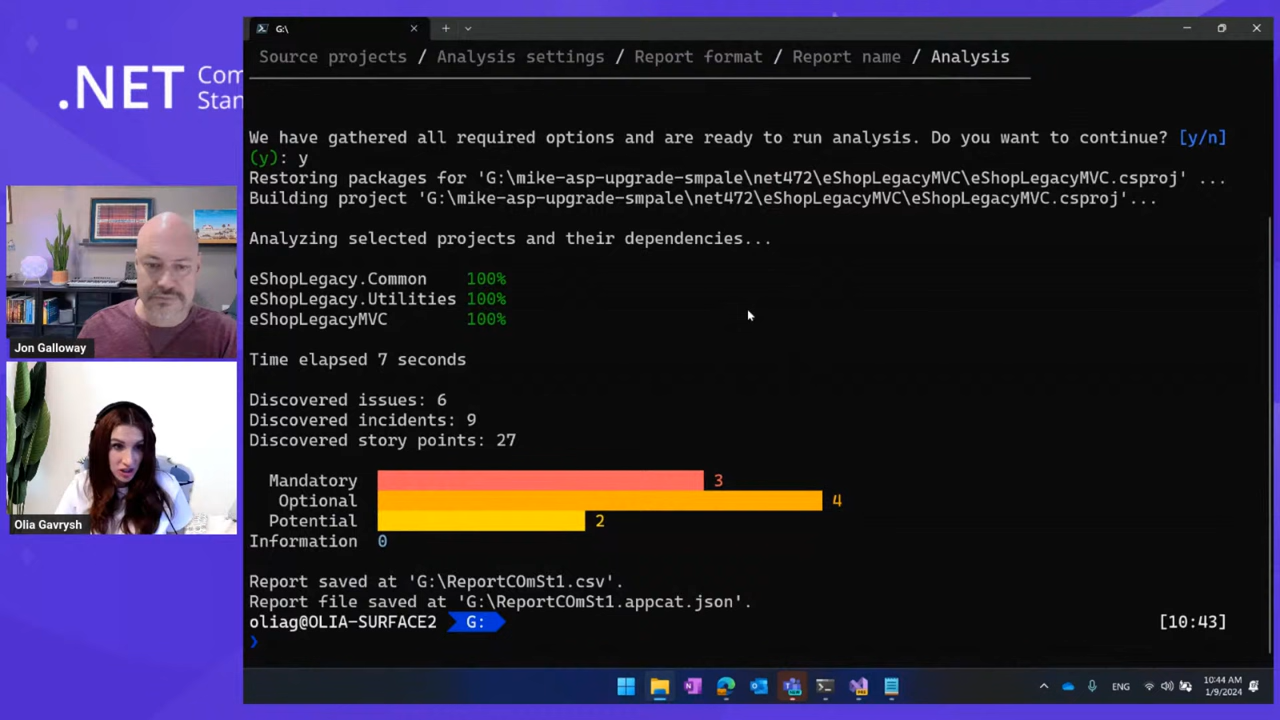 .NET
Com
Stan
G:\
Source projects / Analysis settings / Report format / Report name / Analysis
We have gathered all required options and are ready to run analysis. Do you want to continue? [y/n]
(y): y
Restoring packages for 'G:\mike-asp-upgrade-smpale\net472\eShopLegacyMVC\eShopLegacyMVC.csproj' ...
Building project 'G:\mike-asp-upgrade-smpale\net472\eShopLegacyMVC\eShopLegacyMVC.csproj'...
Analyzing selected projects and their dependencies...
eShopLegacy.Common 100%
eShopLegacy.Utilities 100%
eShopLegacyMVC 100%
Time elapsed 7 seconds
Discovered issues: 6
Discovered incidents: 9
Discovered story points: 27
Mandatory 3
Optional 4
Potential 2
Information 0
Report saved at 'G:\ReportCOmSt1.csv'.
Report file saved at 'G:\ReportCOmSt1.appcat.json'.
oliag@OLIA-SURFACE2 G: [10:43]
❯
Jon Galloway
Olia Gavrysh
ENG
10:44 AM
1/9/2024